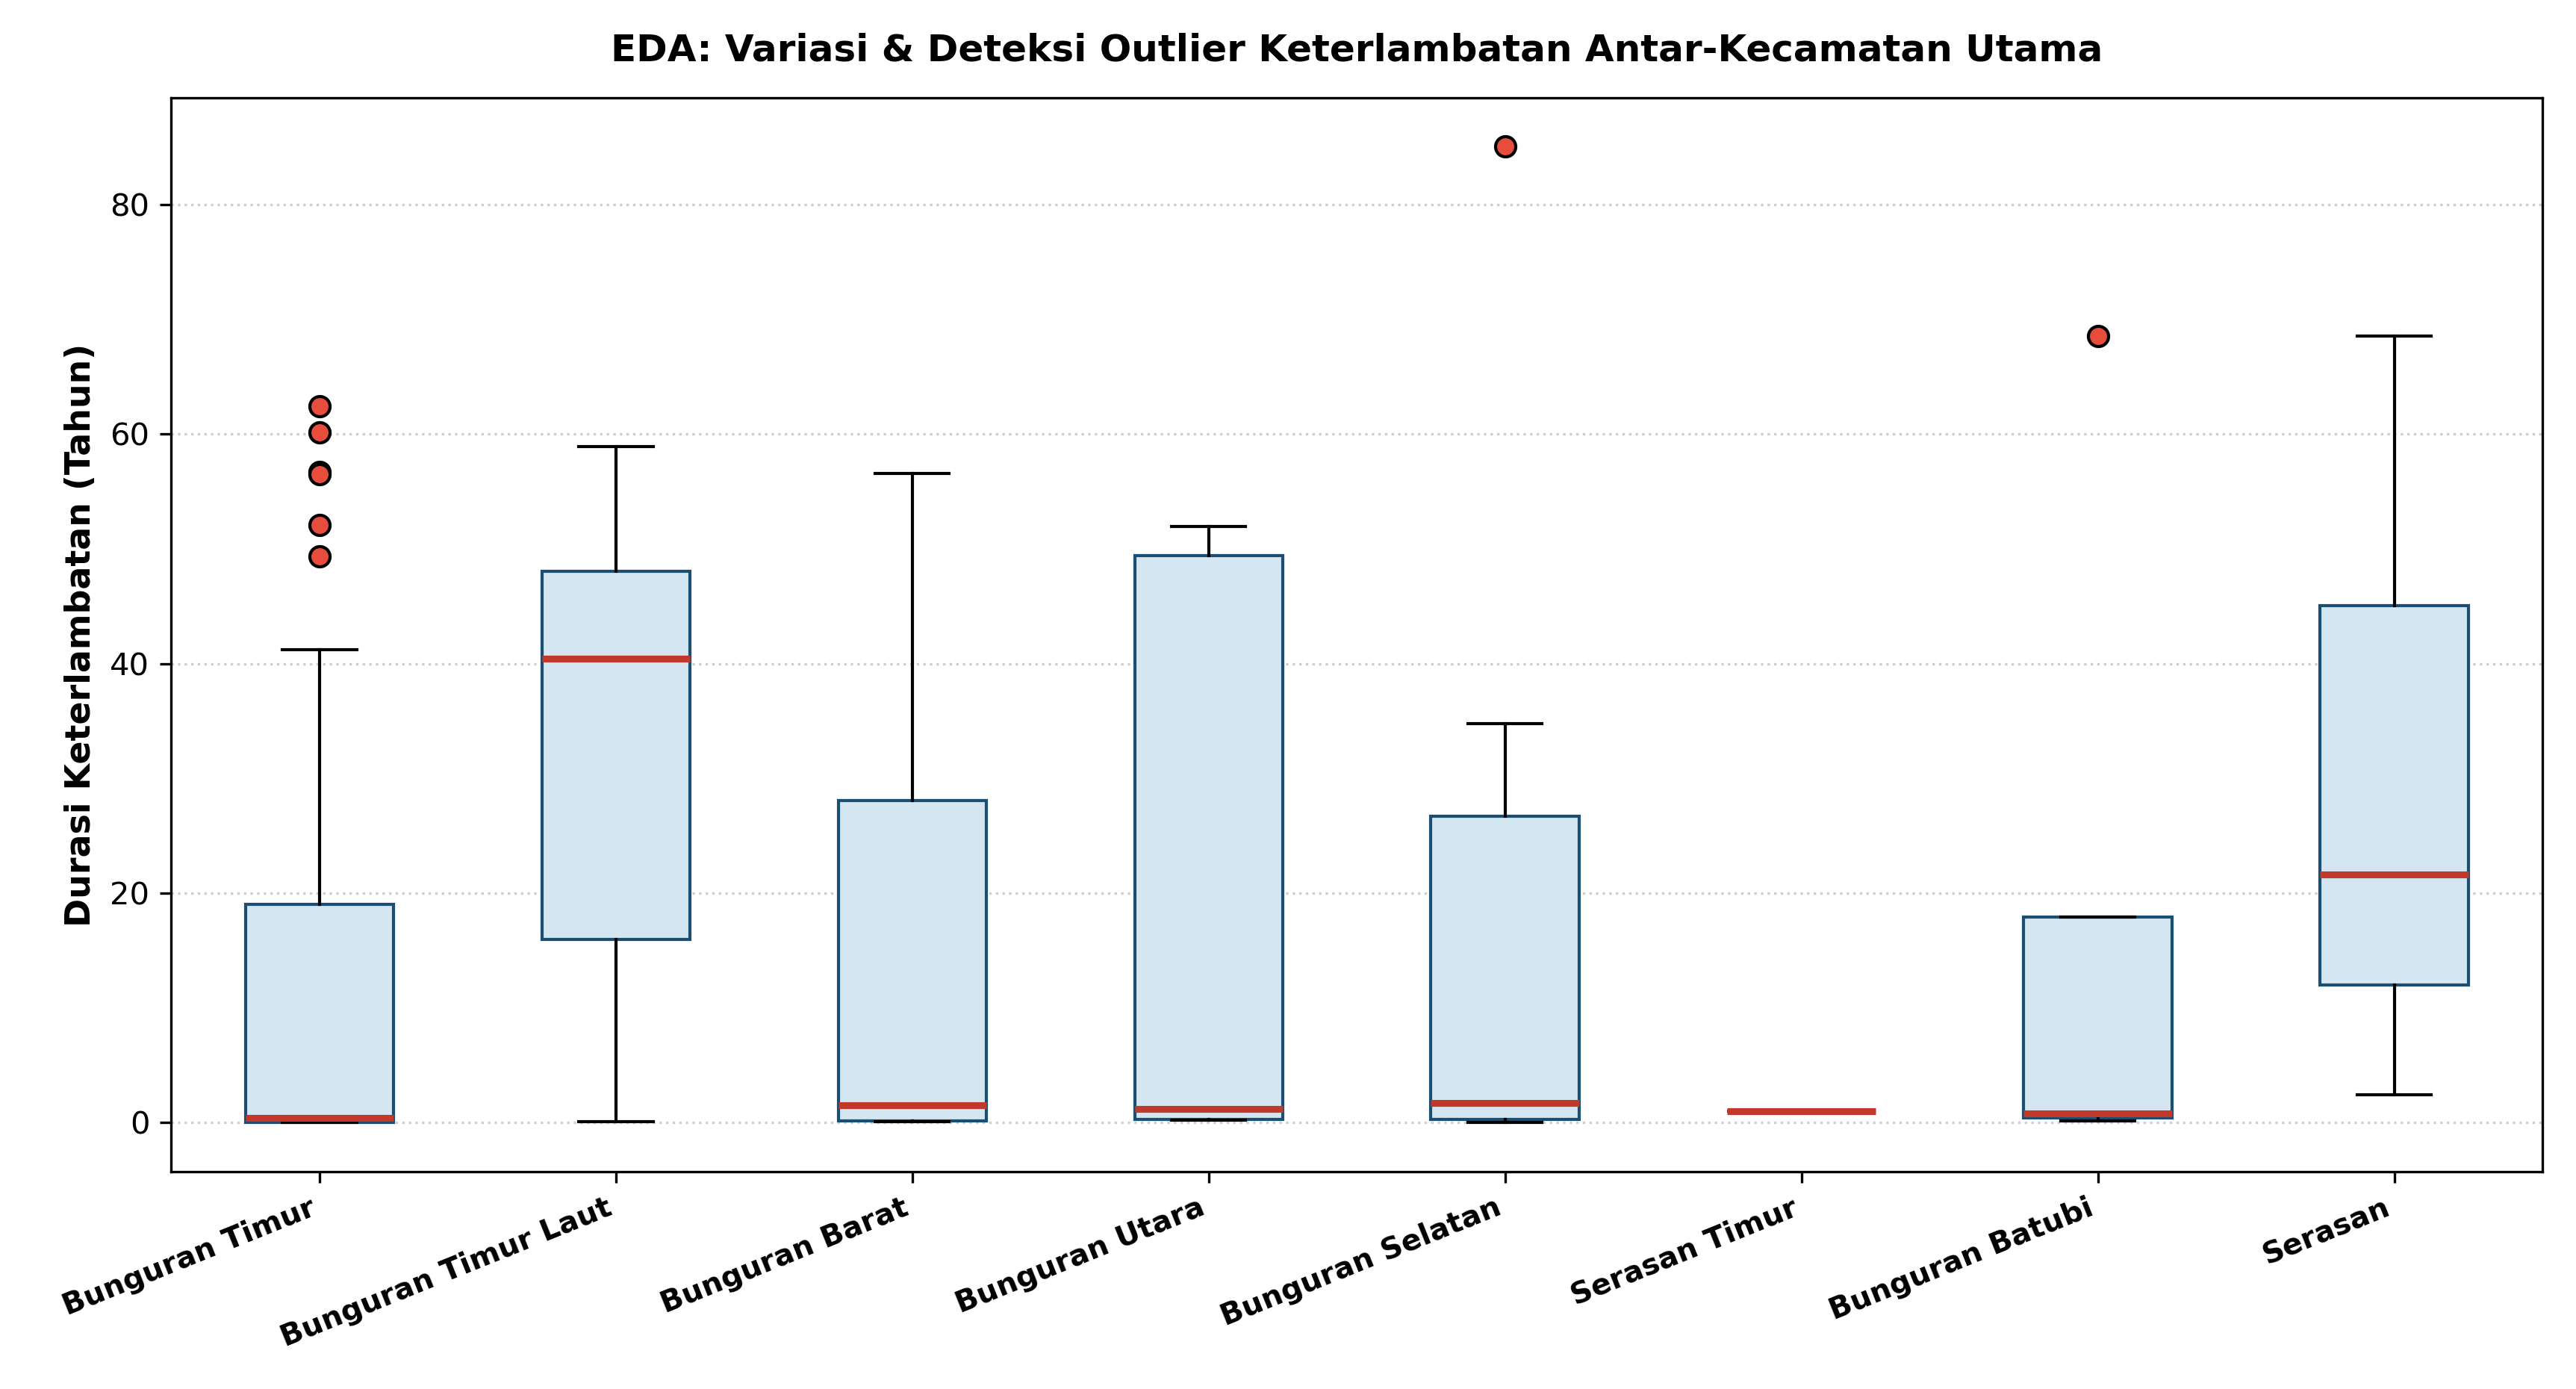 EDA: Variasi & Deteksi Outlier Keterlambatan Antar-Kecamatan Utama
Durasi Keterlambatan (Tahun)
80
60
40
20
0
Bunguran Timur
Bunguran Timur Laut
Bunguran Barat
Bunguran Utara
Bunguran Selatan
Serasan Timur
Bunguran Batubi
Serasan